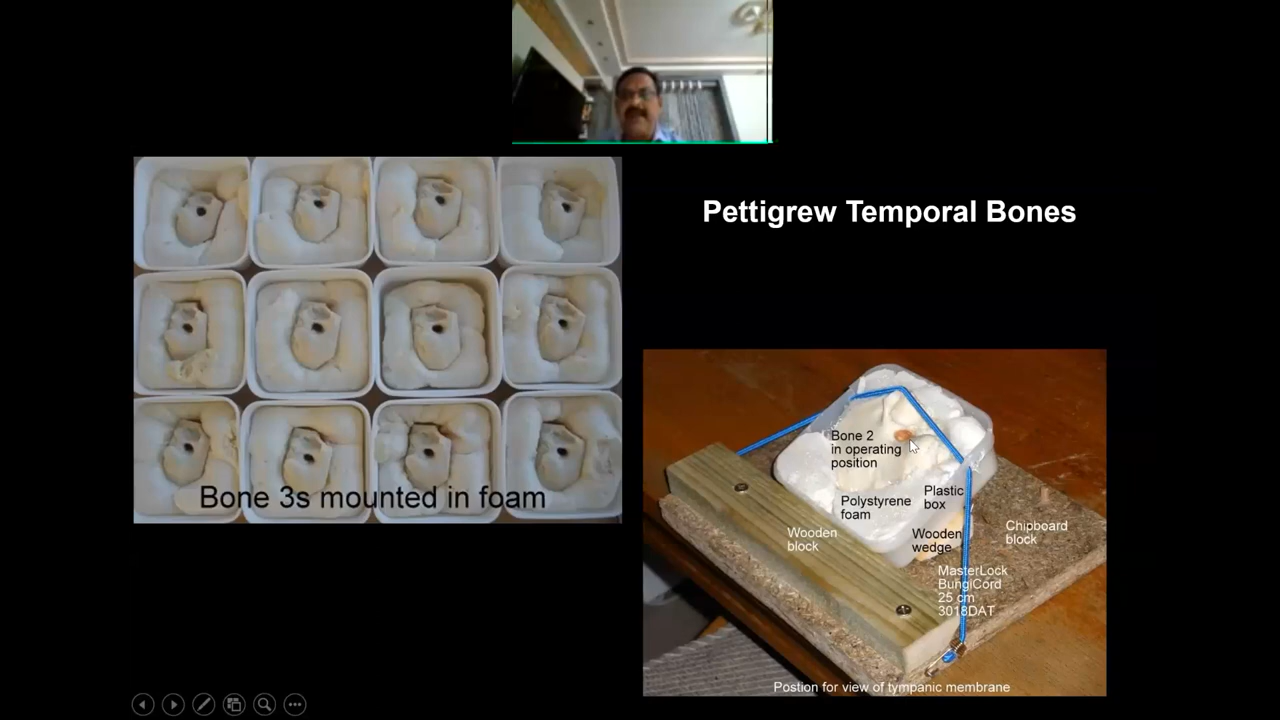 Pettigrew Temporal Bones
Bone 3s mounted in foam
Bone 2
in operating
position
Polystyrene
foam
Plastic
box
Wooden
block
Wooden
wedge
Chipboard
block
MasterLock
BungiCord
25 cm
3018DAT
Postion for view of tympanic membrane